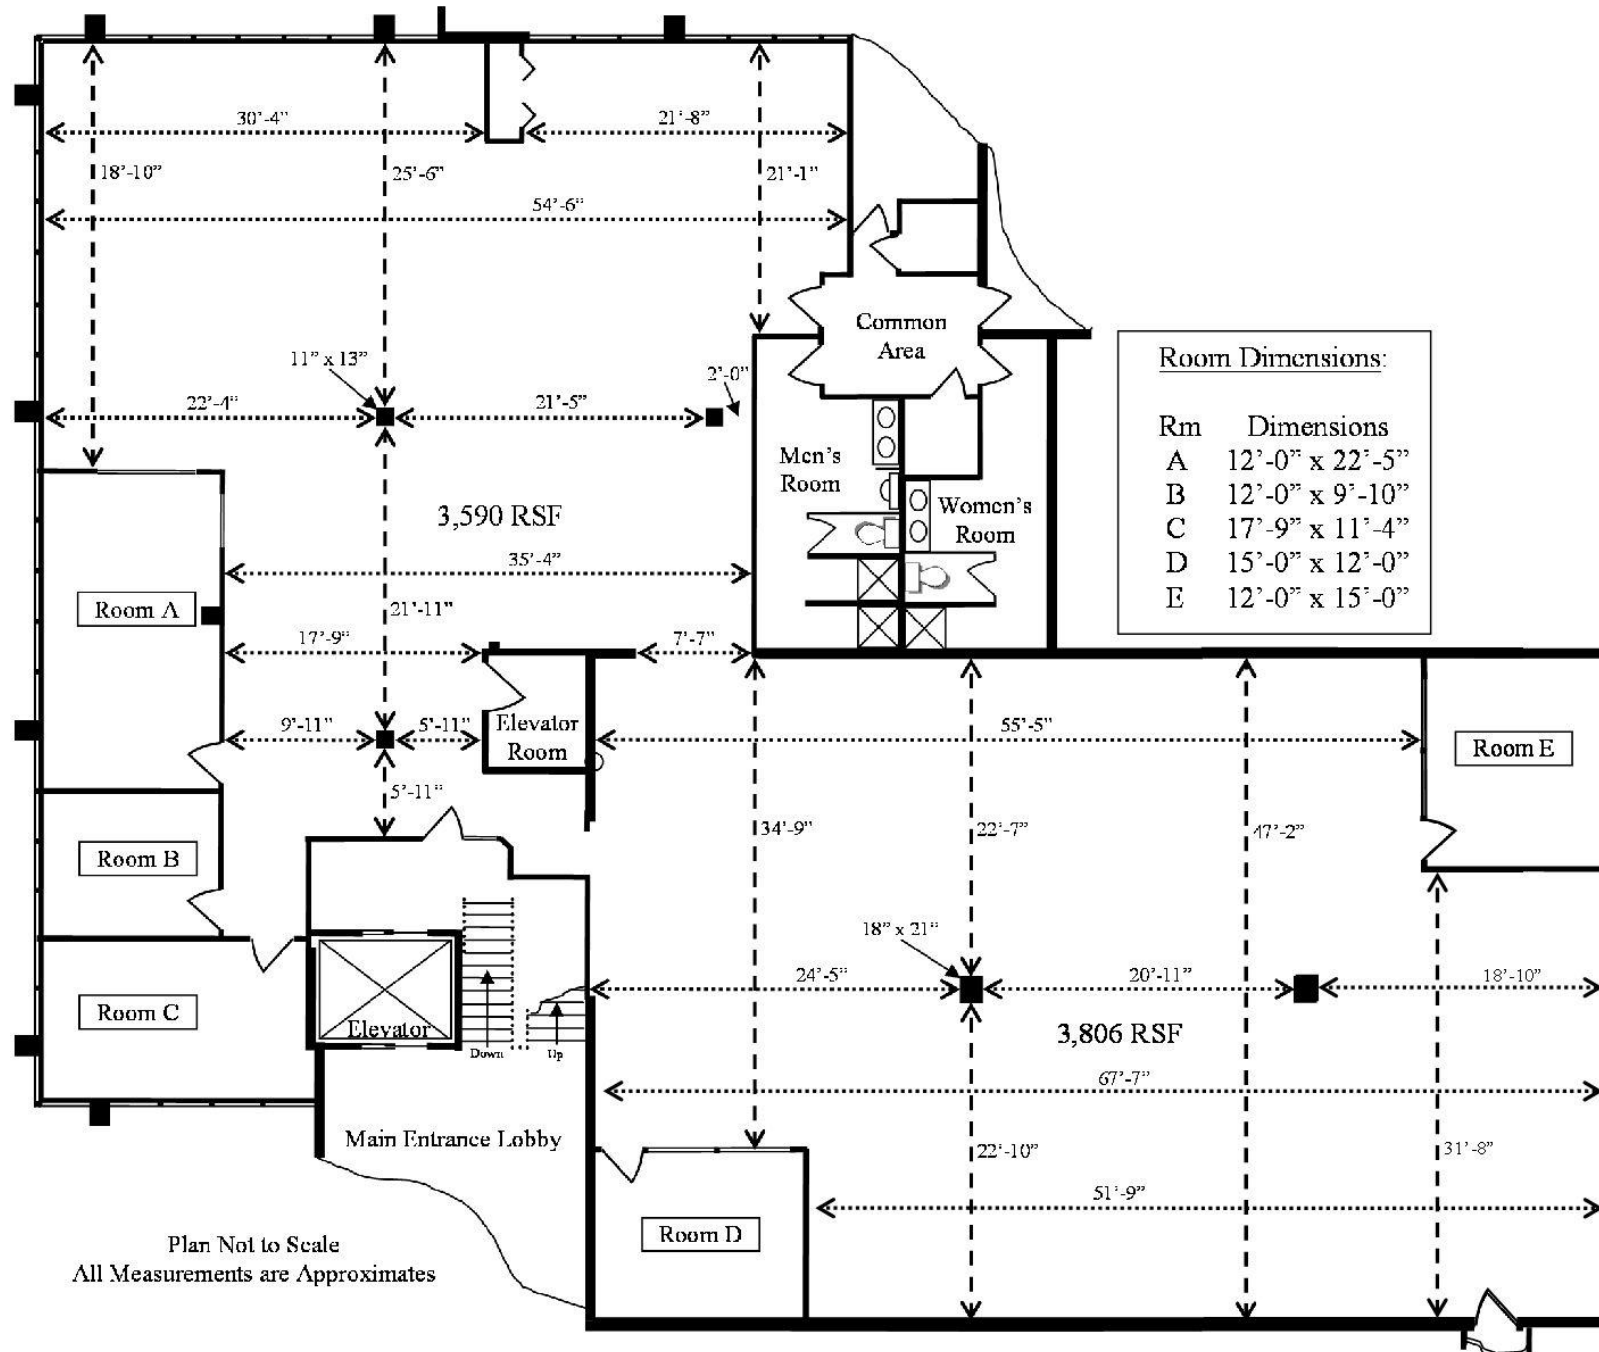 30'-4"
21'-8"
18'-10"
25'-6"
21'-1"
54'-6"
Common
Area
11" x 13"
2'-0"
22'-4"
21'-5"
Room Dimensions:
Rm Dimensions
A 12'-0" x 22'-5"
B 12'-0" x 9'-10"
C 17'-9" x 11'-4"
D 15'-0" x 12'-0"
E 12'-0" x 15'-0"
Men's
Room
Women's
Room
3,590 RSF
35'-4"
Room A
21'-11"
17'-9"
7'-7"
9'-11"
5'-11"
Elevator
Room
55'-5"
Room E
5'-11"
34'-9"
22'-7"
47'-2"
Room B
18" x 21"
24'-5"
20'-11"
18'-10"
Room C
Elevator
Down
Up
3,806 RSF
67'-7"
Main Entrance Lobby
22'-10"
31'-8"
51'-9"
Room D
Plan Not to Scale
All Measurements are Approximates